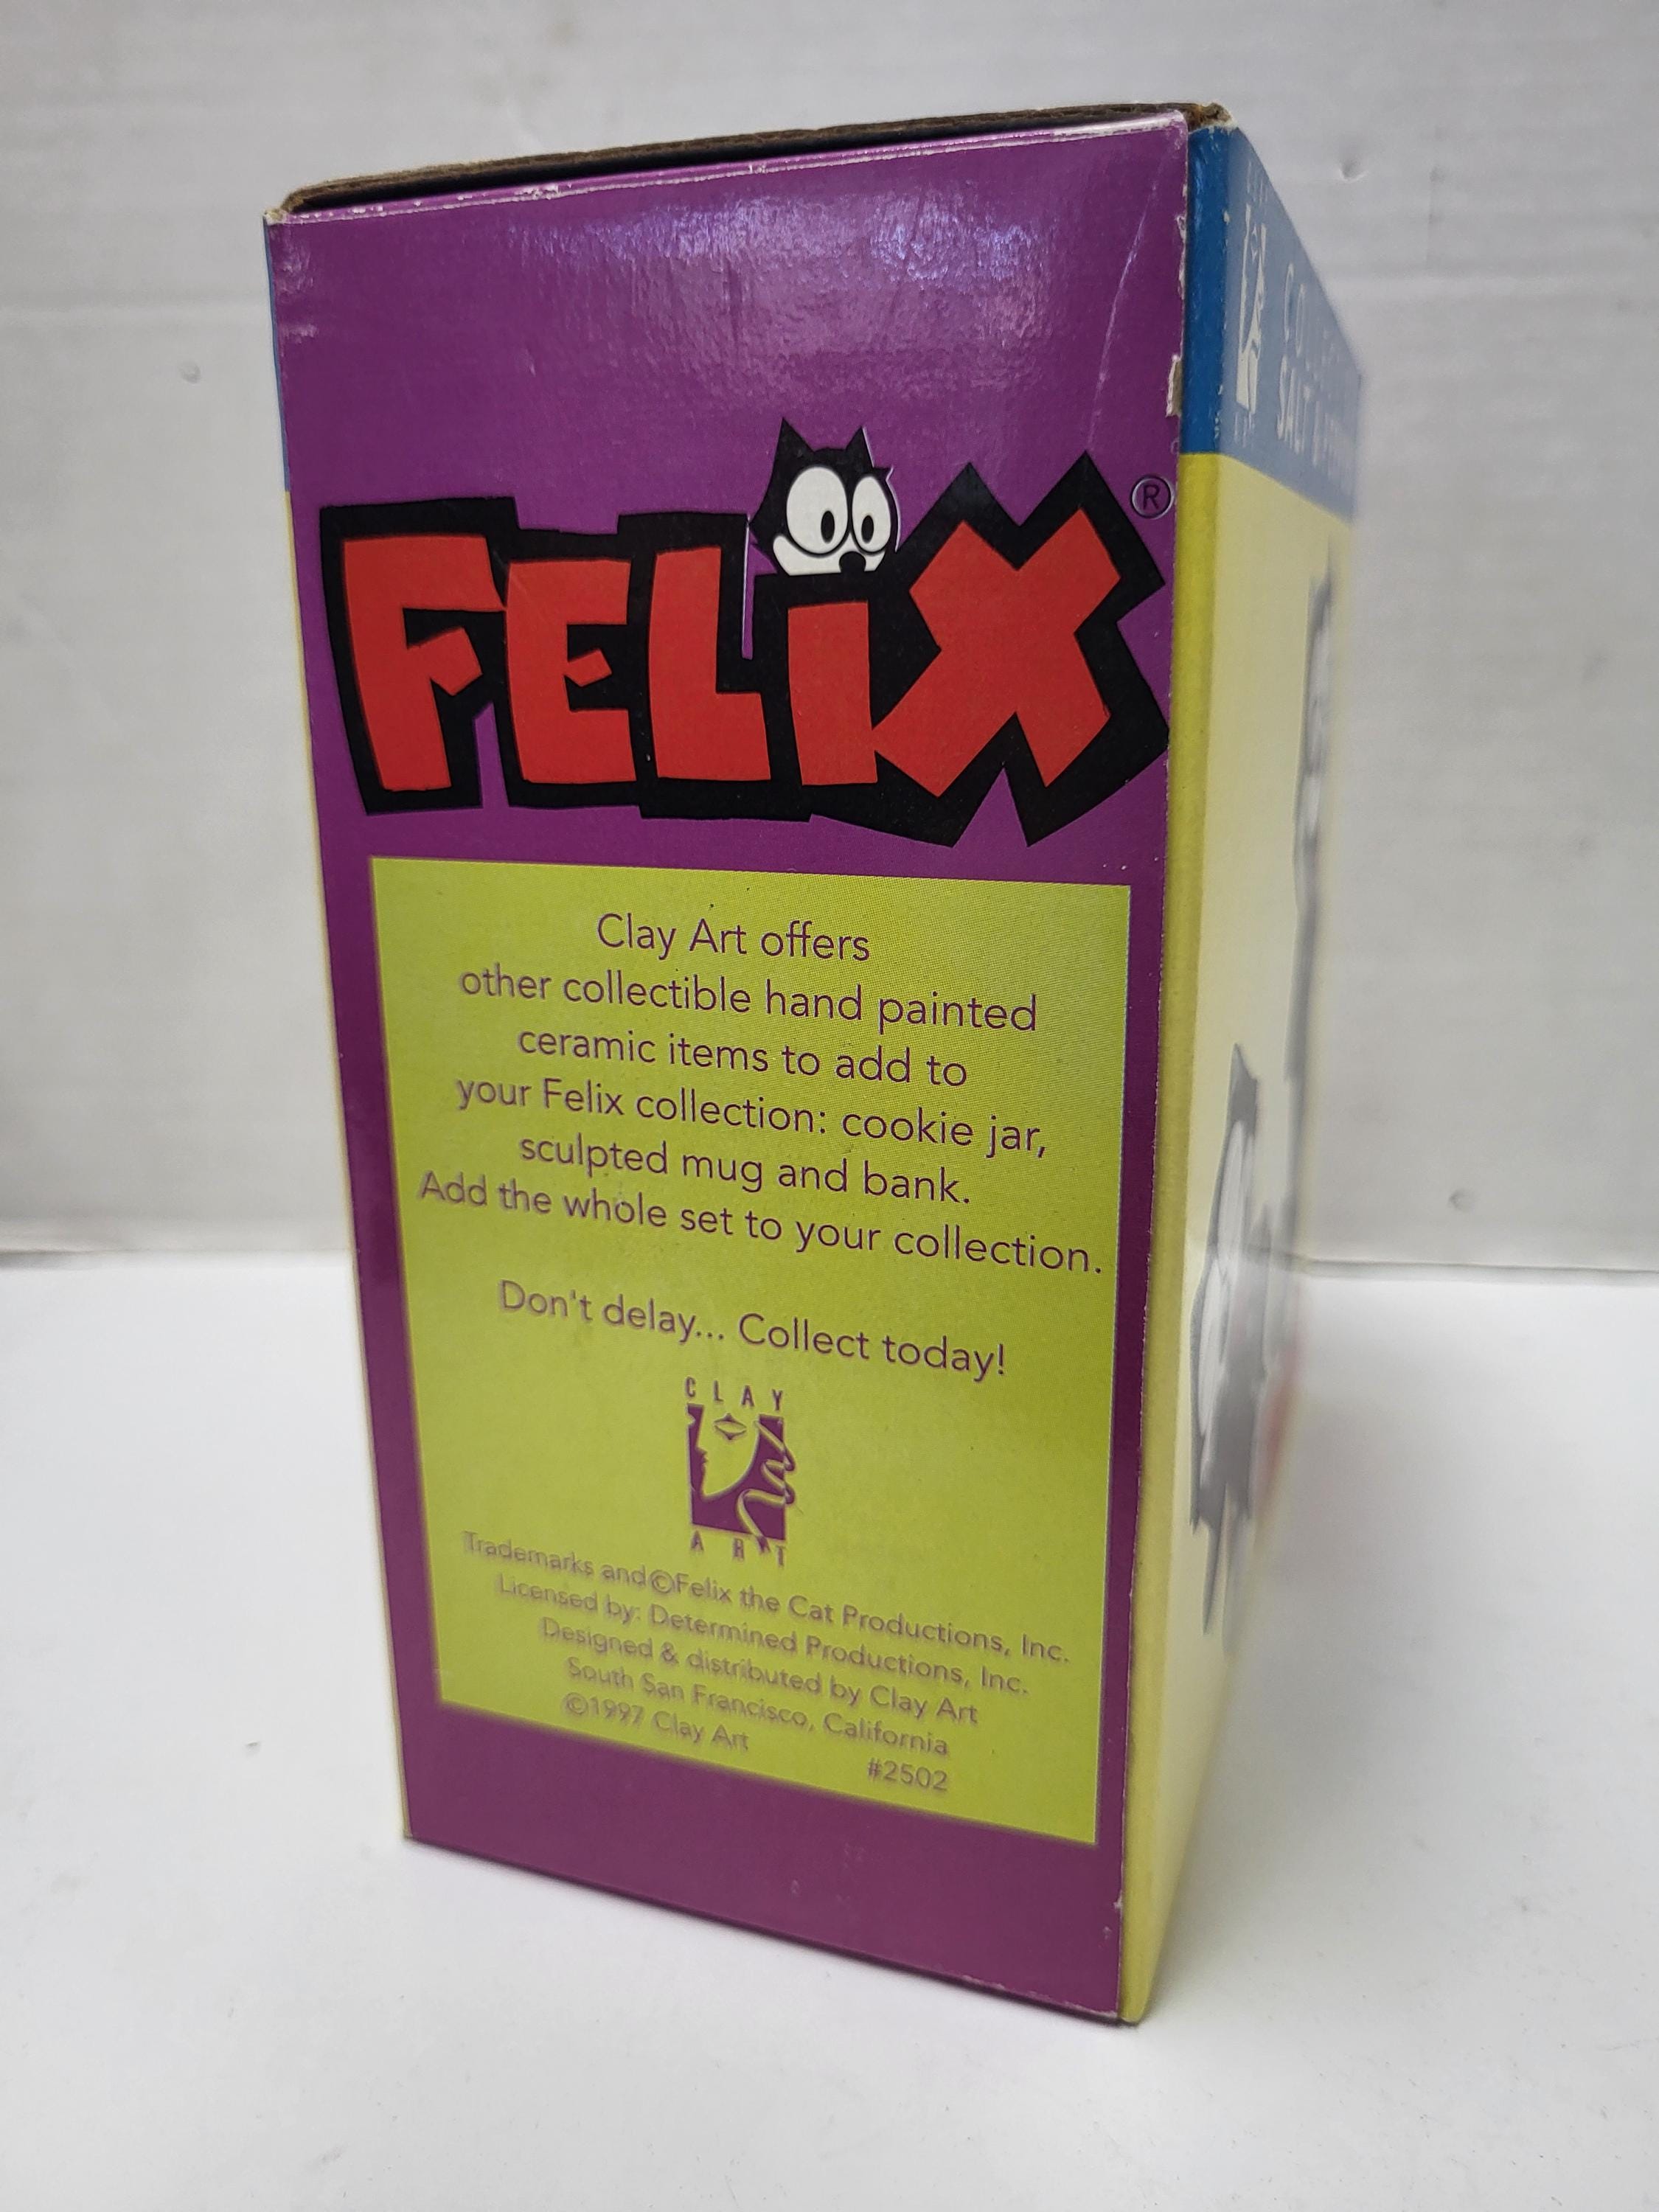 FELiX ®
Clay Art offers
other collectible hand painted
ceramic items to add to
your Felix collection: cookie jar,
sculpted mug and bank.
Add the whole set to your collection.
Don't delay... Collect today!
CLAY
ART
Trademarks and©Felix the Cat Productions, Inc.
Licensed by: Determined Productions, Inc.
Designed & distributed by Clay Art
South San Francisco, California
©1997 Clay Art #2502
SALT &